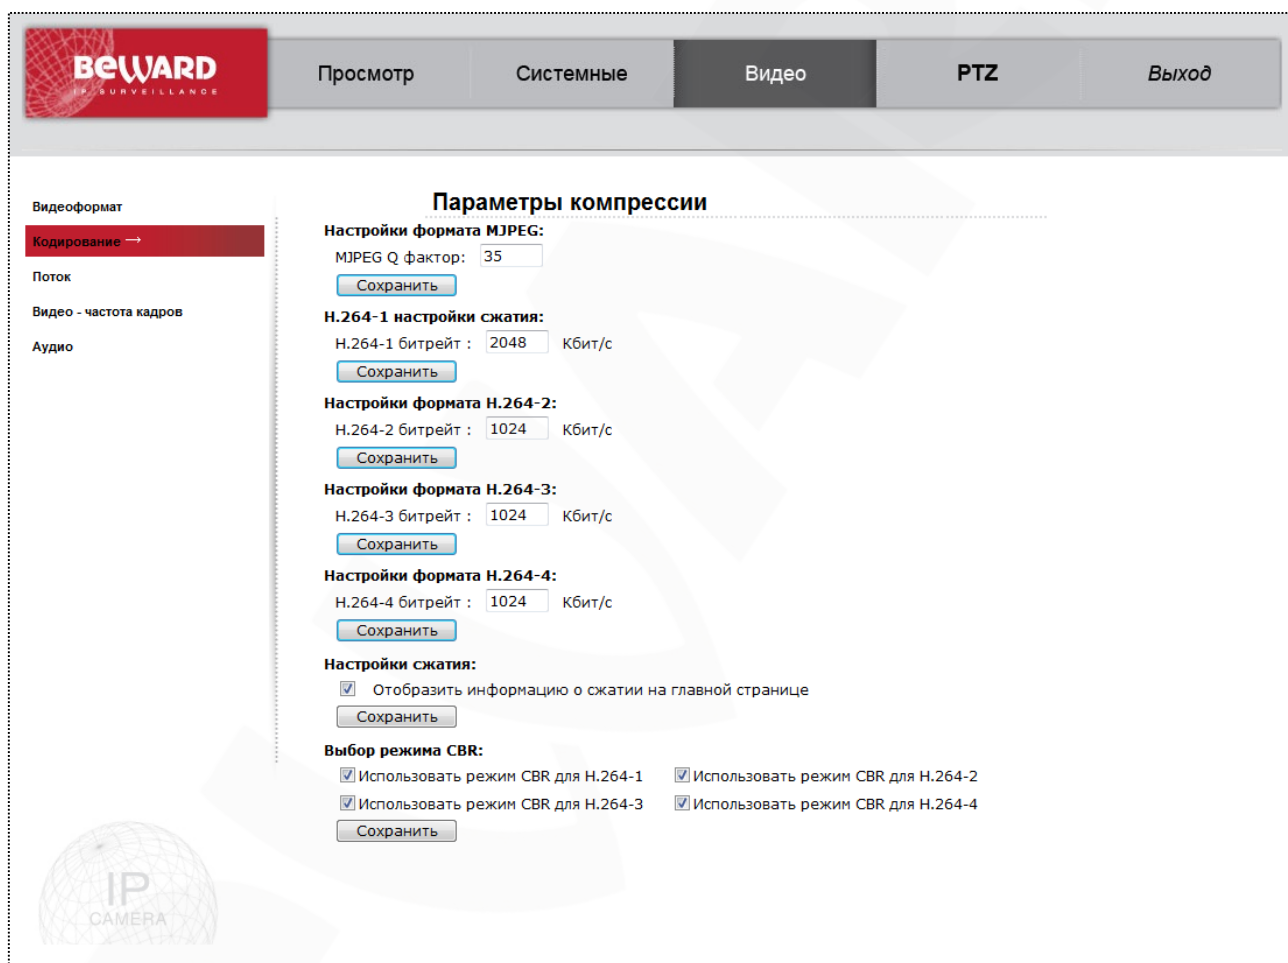 BEWARD
IP SURVEILLANCE
Просмотр
Системные
Видео
PTZ
Выход
Видеоформат
Кодирование →
Поток
Видео - частота кадров
Аудио
Параметры компрессии
Настройки формата MJPEG:
MJPEG Q фактор: 35
Сохранить
H.264-1 настройки сжатия:
H.264-1 битрейт : 2048 Кбит/с
Сохранить
Настройки формата H.264-2:
H.264-2 битрейт : 1024 Кбит/с
Сохранить
Настройки формата H.264-3:
H.264-3 битрейт : 1024 Кбит/с
Сохранить
Настройки формата H.264-4:
H.264-4 битрейт : 1024 Кбит/с
Сохранить
Настройки сжатия:
Отобразить информацию о сжатии на главной странице
Сохранить
Выбор режима CBR:
Использовать режим CBR для H.264-1 Использовать режим CBR для H.264-2
Использовать режим CBR для H.264-3 Использовать режим CBR для H.264-4
Сохранить
IP
CAMERA